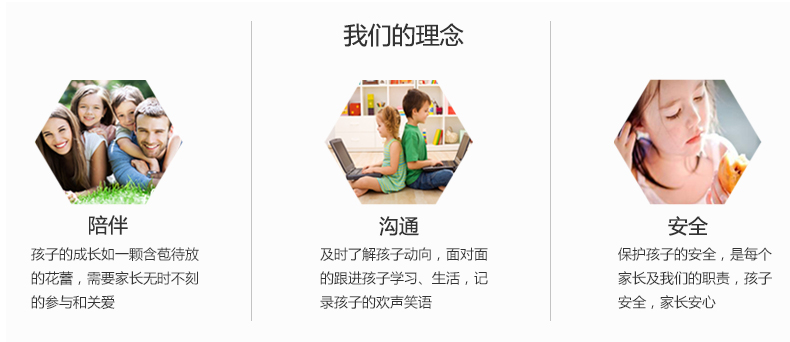 我们的理念
陪伴
孩子的成长如一颗含苞待放
的花蕾，需要家长无时不刻
的参与和关爱
沟通
及时了解孩子动向，面对面
的跟进孩子学习、生活，记
录孩子的欢声笑语
安全
保护孩子的安全，是每个
家长及我们的职责，孩子
安全，家长安心